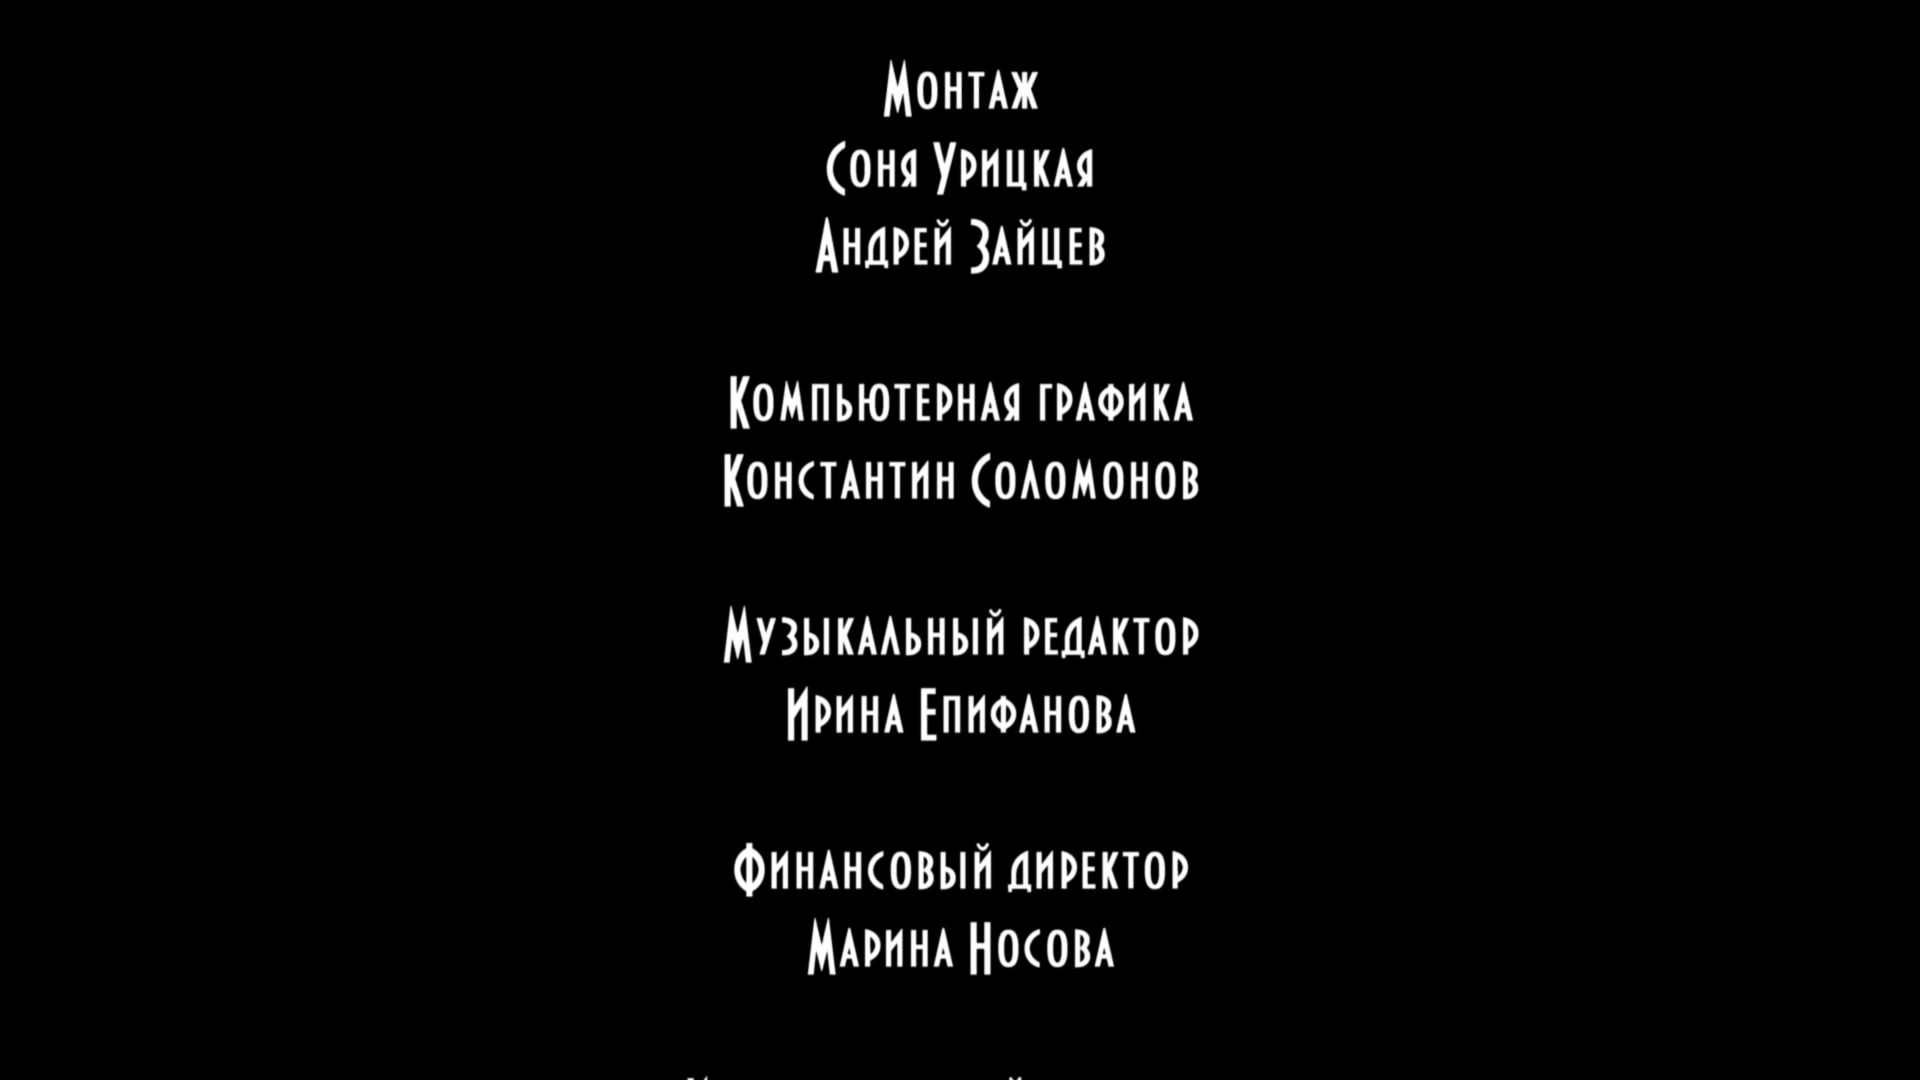 Монтаж
Соня Урицкая
Андрей Зайцев
Компьютерная графика
Константин Соломонов
Музыкальный редактор
Ирина Епифанова
Финансовый директор
Марина Носова